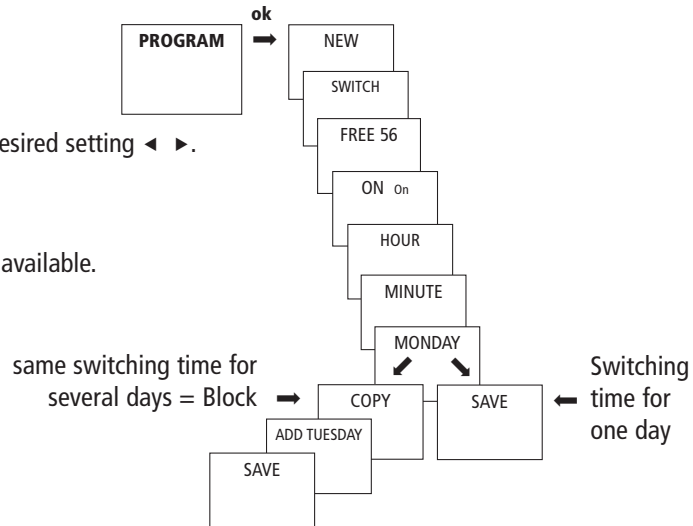 ok
PROGRAM ➡ NEW
SWITCH
FREE 56
esired setting ◄ ►.
ON On
HOUR
available.
MINUTE
MONDAY
same switching time for
several days = Block ➡
COPY
SAVE
⬅ Switching
time for
one day
ADD TUESDAY
SAVE